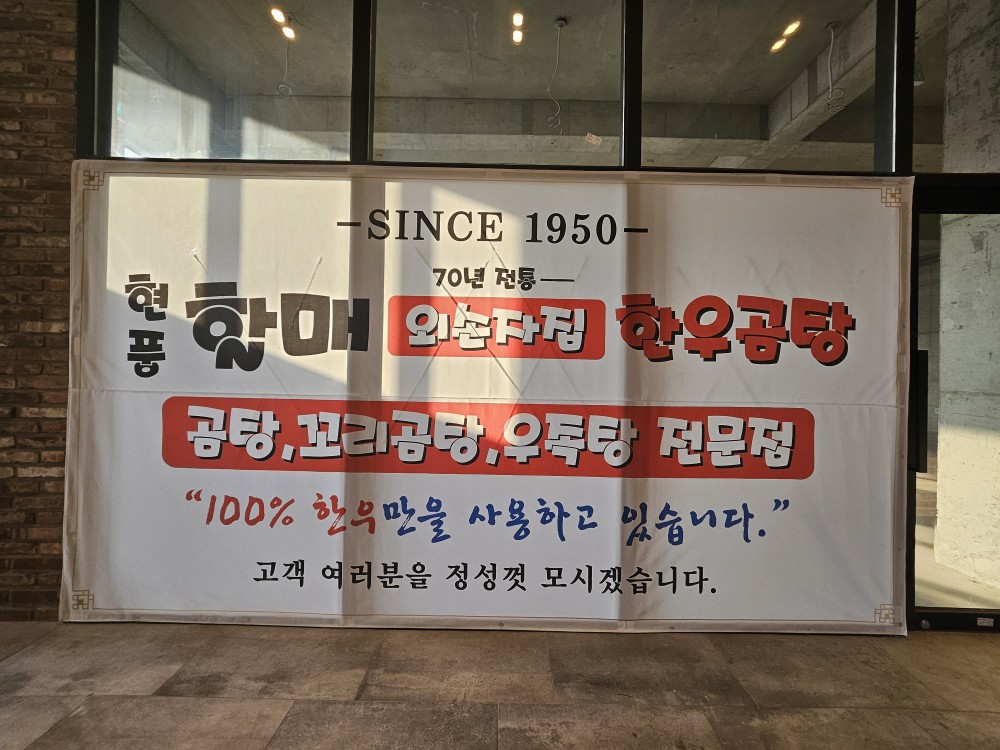 -SINCE 1950-
70년 전통
현풍 할매 외손자집 한우곰탕
곰탕,꼬리곰탕,우족탕 전문점
“100% 한우만을 사용하고 있습니다.”
고객 여러분을 정성껏 모시겠습니다.